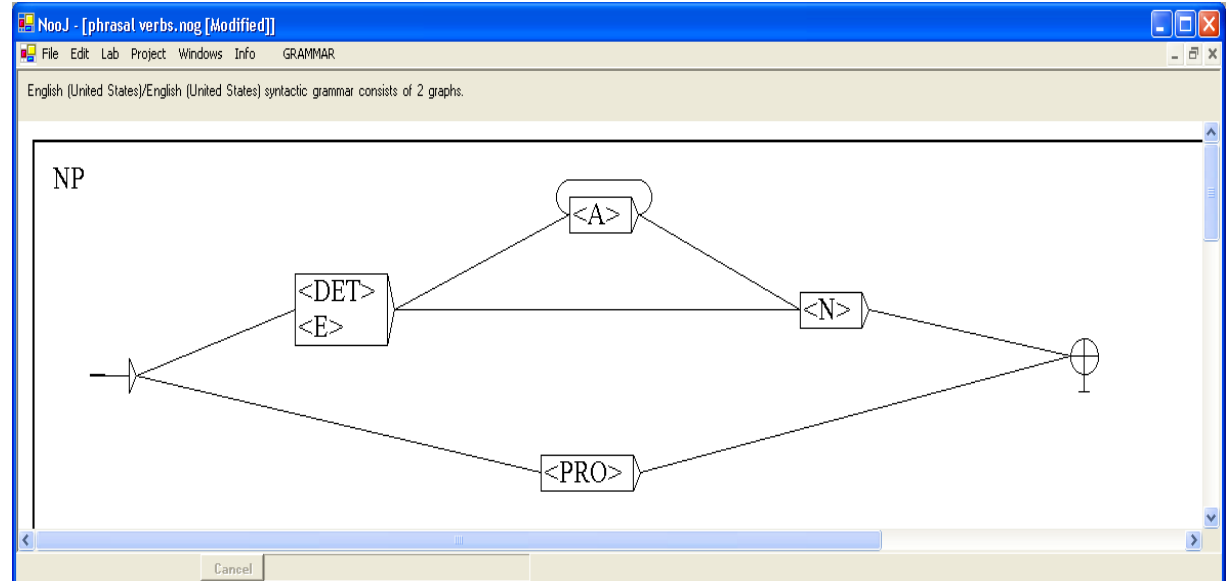 NooJ - [phrasal verbs.nog [Modified]]
File Edit Lab Project Windows Info GRAMMAR
English (United States)/English (United States) syntactic grammar consists of 2 graphs.
NP
<A>
<DET>
<E>
<N>
<PRO>
Cancel